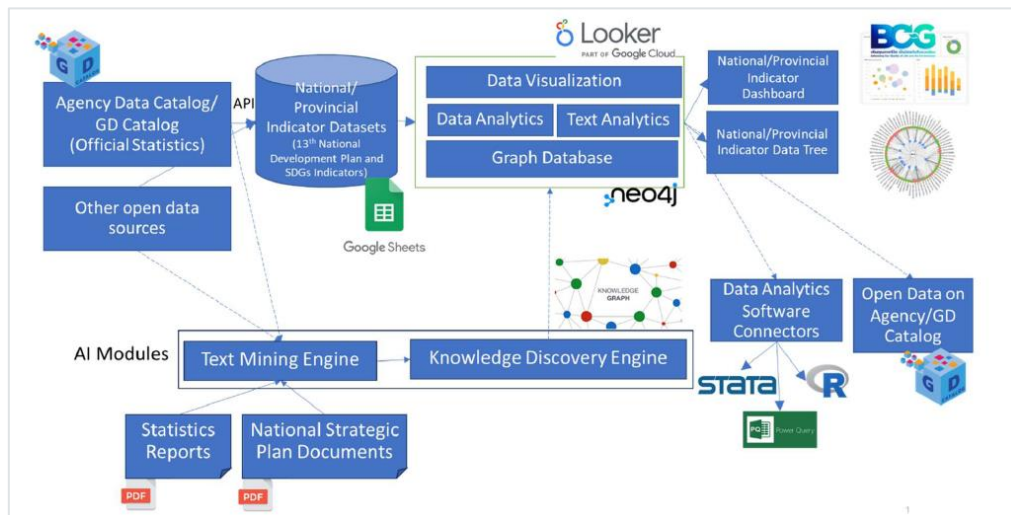 Looker
PART OF Google Cloud
BCG
G D
CATALOG
Agency Data Catalog/
GD Catalog
(Official Statistics)
API
National/
Provincial
Indicator Datasets
(13th National
Development Plan and
SDGs Indicators)
Data Visualization
Data Analytics
Text Analytics
Graph Database
National/Provincial
Indicator
Dashboard
National/Provincial
Indicator Data Tree
Other open data
sources
Google Sheets
neo4j
KNOWLEDGE
GRAPH
Data Analytics
Software
Connectors
Open Data on
Agency/GD
Catalog
AI Modules
Text Mining Engine
Knowledge Discovery Engine
STATA
R
G D
CATALOG
PQ
Power Query
Statistics
Reports
National Strategic
Plan Documents
PDF
PDF
1